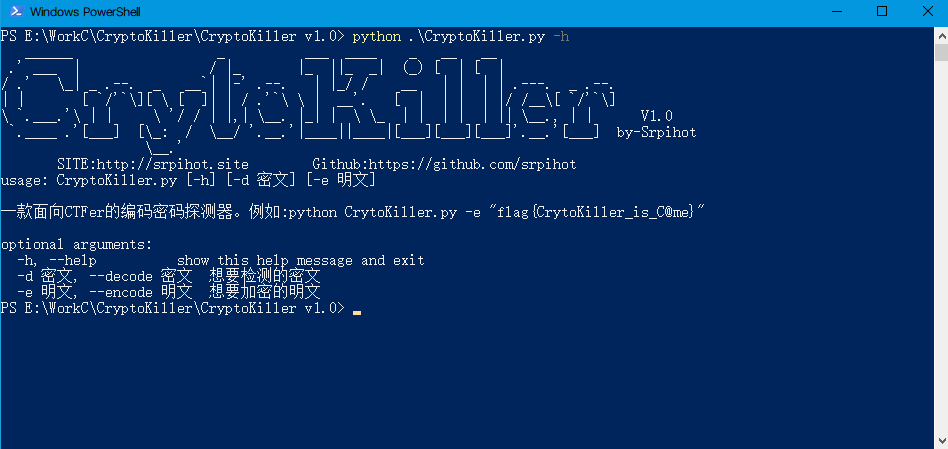 Windows PowerShell
PS E:\WorkC\CryptoKiller\CryptoKiller v1.0> python .\CryptoKiller.py -h
CrytoKiller
V1.0
by-Srpihot
SITE:http://srpihot.site Github:https://github.com/srpihot
usage: CryptoKiller.py [-h] [-d 密文] [-e 明文]
一款面向CTFer的编码密码探测器。例如:python CrytoKiller.py -e "flag{CrytoKiller_is_C@me}"
optional arguments:
-h, --help show this help message and exit
-d 密文, --decode 密文 想要检测的密文
-e 明文, --encode 明文 想要加密的明文
PS E:\WorkC\CryptoKiller\CryptoKiller v1.0>